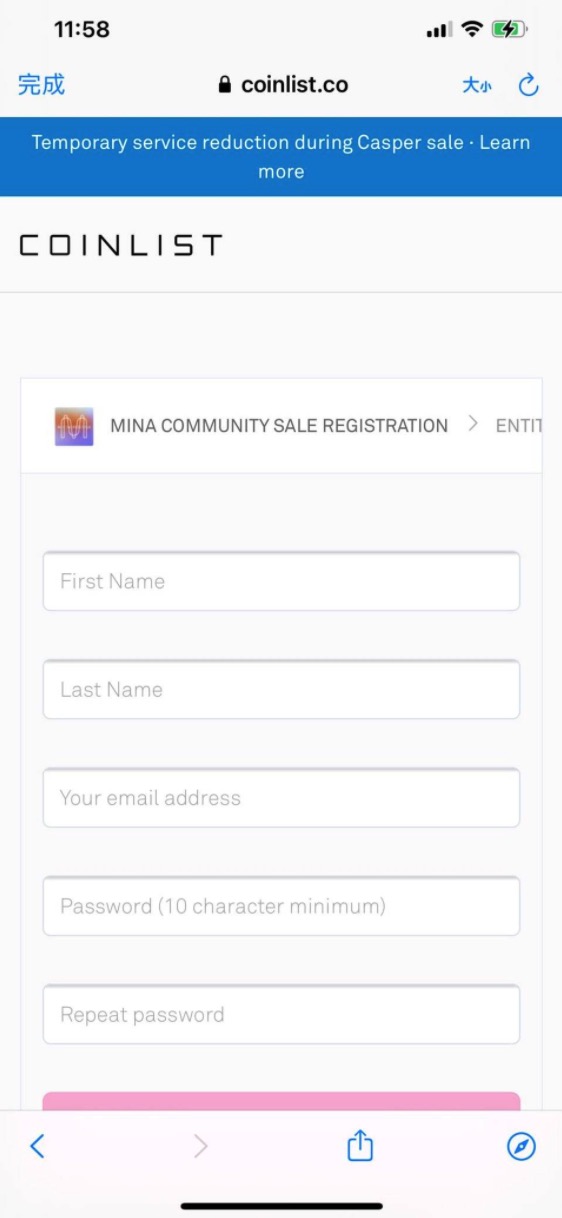 11:58
完成
coinlist.co
大小
Temporary service reduction during Casper sale · Learn
more
COINLIST
MINA COMMUNITY SALE REGISTRATION > ENTIT
First Name
Last Name
Your email address
Password (10 character minimum)
Repeat password